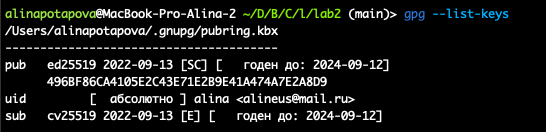 alinapotapova@MacBook-Pro-Alina-2 ~/D/B/C/l/lab2 (main)> gpg --list-keys
/Users/alinapotapova/.gnupg/pubring.kbx
---------------------------------------
pub   ed25519 2022-09-13 [SC] [   годен до: 2024-09-12]
      496BF86CA4105E2C43E71E2B9E41A474A7E2A8D9
uid         [  абсолютно ] alina <alineus@mail.ru>
sub   cv25519 2022-09-13 [E] [   годен до: 2024-09-12]